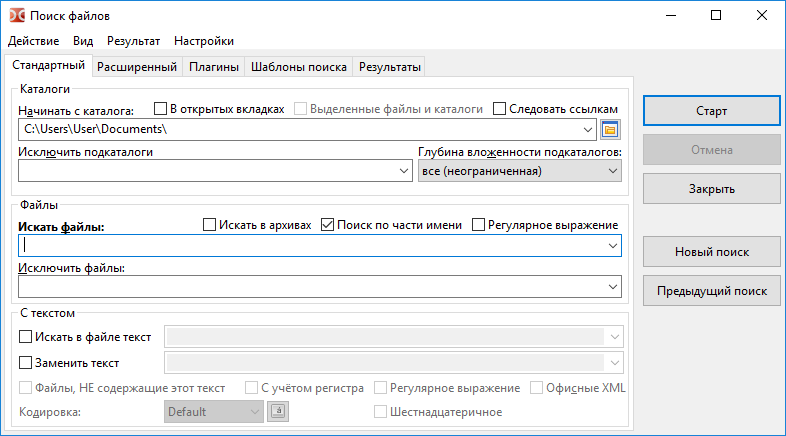 Поиск файлов
Действие Вид Результат Настройки
Стандартный Расширенный Плагины Шаблоны поиска Результаты
Каталоги
Начинать с каталога: В открытых вкладках Выделенные файлы и каталоги Следовать ссылкам
C:\Users\User\Documents\
Исключить подкаталоги Глубина вложенности подкаталогов:
все (неограниченная)
Файлы
Искать файлы: Искать в архивах Поиск по части имени Регулярное выражение
Исключить файлы:
С текстом
Искать в файле текст
Заменить текст
Файлы, НЕ содержащие этот текст С учётом регистра Регулярное выражение Офисные XML
Кодировка: Default Шестнадцатеричное
Старт
Отмена
Закрыть
Новый поиск
Предыдущий поиск